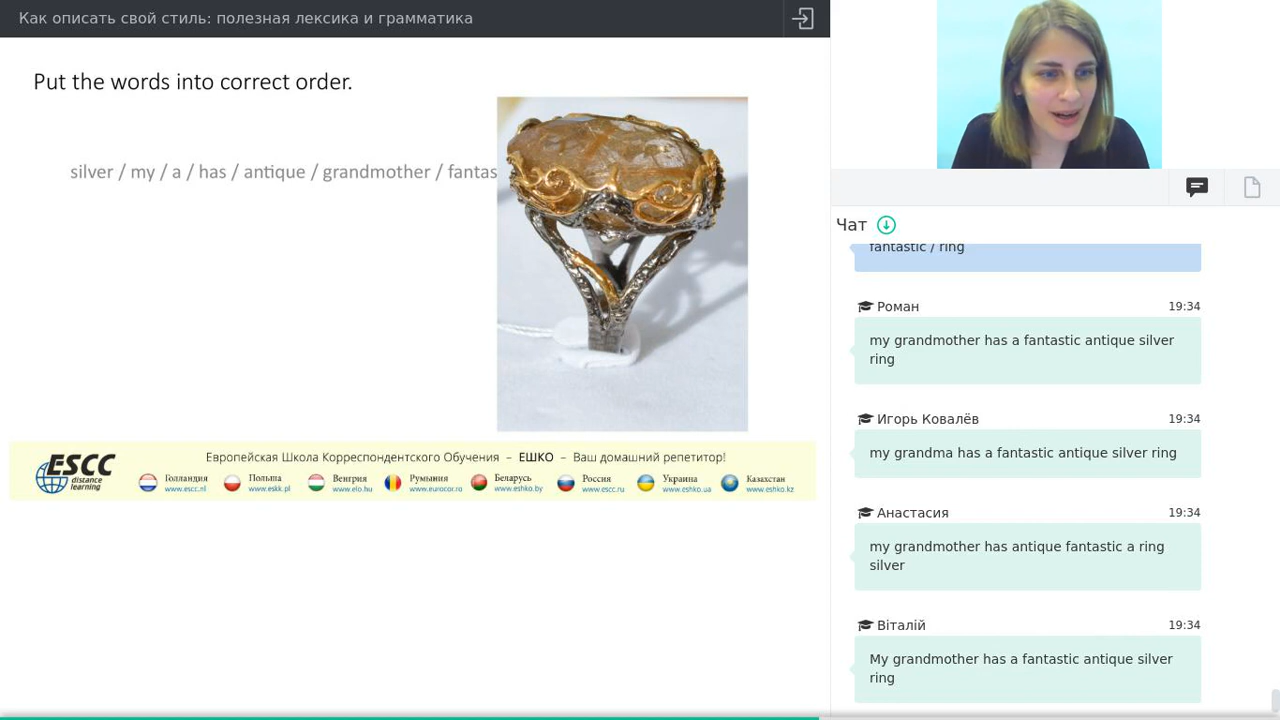 Как описать свой стиль: полезная лексика и грамматика
Put the words into correct order.
silver / my / a / has / antique / grandmother / fantas
ESCC
distance
learning
Европейская Школа Корреспондентского Обучения – ЕШКО – Ваш домашний репетитор!
Голландия
www.escc.nl
Польша
www.eskk.pl
Венгрия
www.eio.hu
Румыния
www.eurocor.ro
Беларусь
www.eshko.by
Россия
www.escc.ru
Украина
www.eshko.ua
Казахстан
www.eshko.kz
Чат
fantastic / ring
Роман 19:34
my grandmother has a fantastic antique silver
ring
Игорь Ковалёв 19:34
my grandma has a fantastic antique silver ring
Анастасия 19:34
my grandmother has antique fantastic a ring
silver
Віталій 19:34
My grandmother has a fantastic antique silver
ring